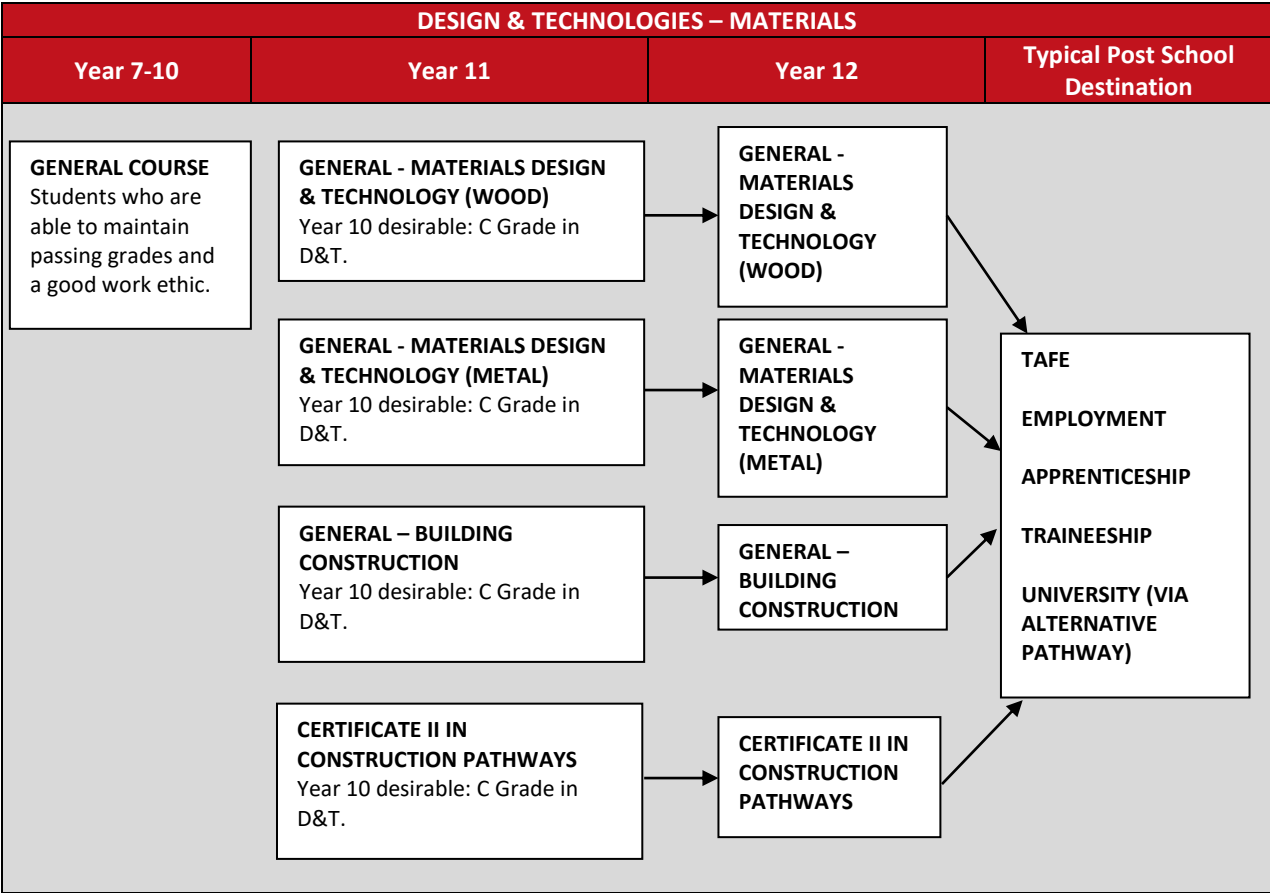 DESIGN & TECHNOLOGIES – MATERIALS
Year 7-10
Year 11
Year 12
Typical Post School
Destination
GENERAL COURSE
Students who are
able to maintain
passing grades and
a good work ethic.
GENERAL - MATERIALS DESIGN
& TECHNOLOGY (WOOD)
Year 10 desirable: C Grade in
D&T.
GENERAL -
MATERIALS
DESIGN &
TECHNOLOGY
(WOOD)
GENERAL - MATERIALS DESIGN
& TECHNOLOGY (METAL)
Year 10 desirable: C Grade in
D&T.
GENERAL -
MATERIALS
DESIGN &
TECHNOLOGY
(METAL)
GENERAL – BUILDING
CONSTRUCTION
Year 10 desirable: C Grade in
D&T.
GENERAL –
BUILDING
CONSTRUCTION
CERTIFICATE II IN
CONSTRUCTION PATHWAYS
Year 10 desirable: C Grade in
D&T.
CERTIFICATE II IN
CONSTRUCTION
PATHWAYS
TAFE
EMPLOYMENT
APPRENTICESHIP
TRAINEESHIP
UNIVERSITY (VIA
ALTERNATIVE
PATHWAY)